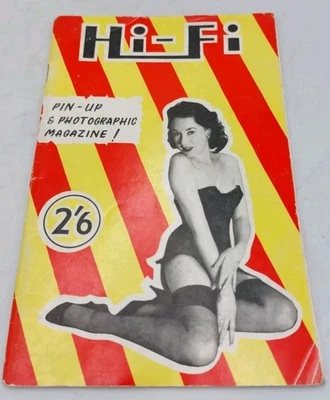 Hi-Fi
PIN-UP
& PHOTOGRAPHIC
MAGAZINE!
2'6